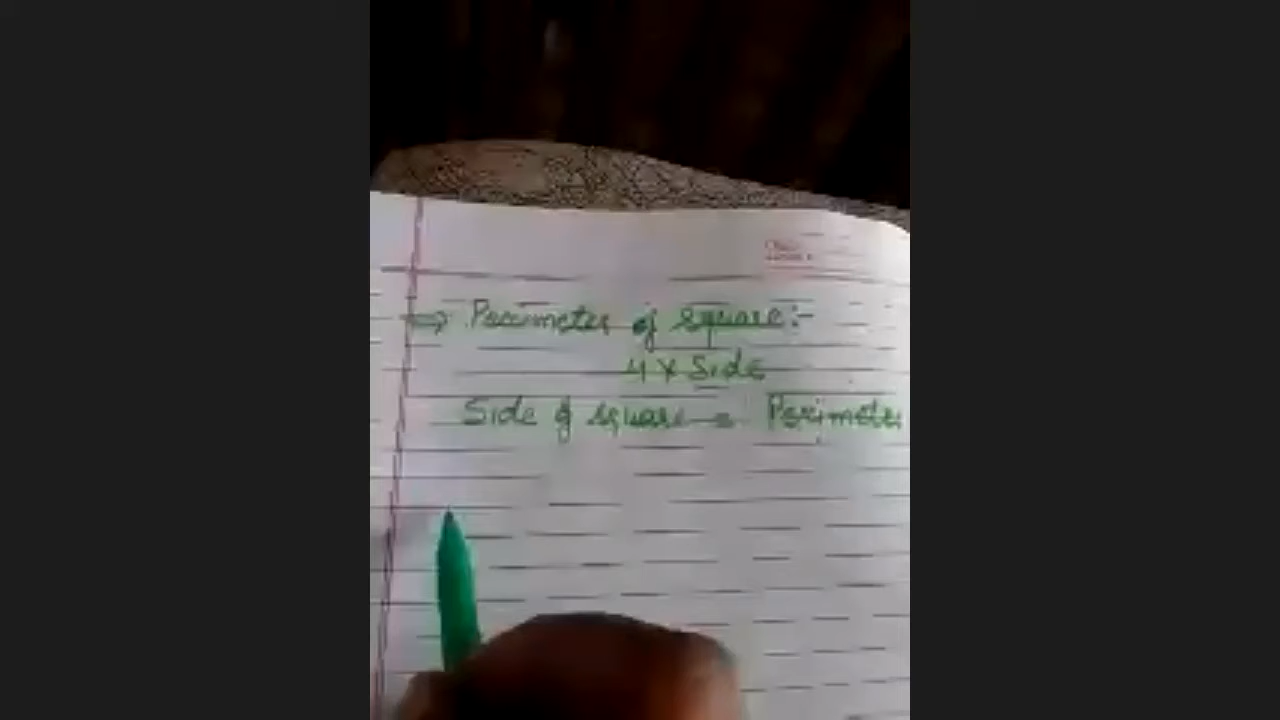 ⇒ Perimeter of square:-
4 × Side
Side of square = Perimeter